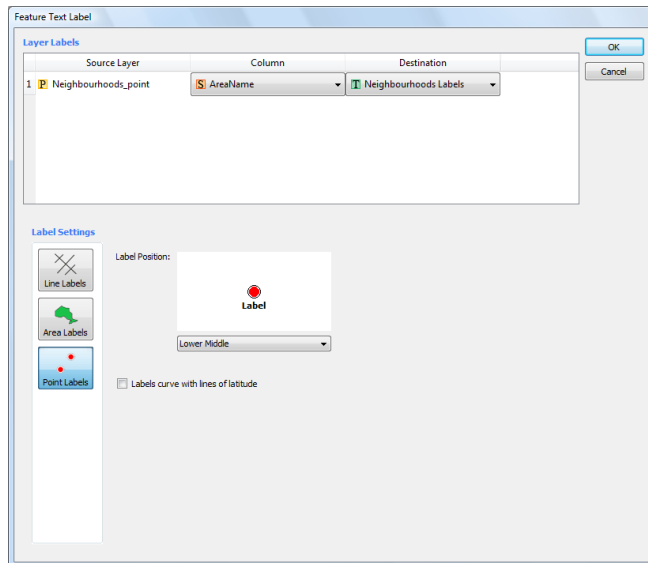 Feature Text Label
Layer Labels
OK
Cancel
Source Layer Column Destination
1 P Neighbourhoods_point S AreaName T Neighbourhoods Labels
Label Settings
Line Labels
Area Labels
Point Labels
Label Position:
Label
Lower Middle
Labels curve with lines of latitude